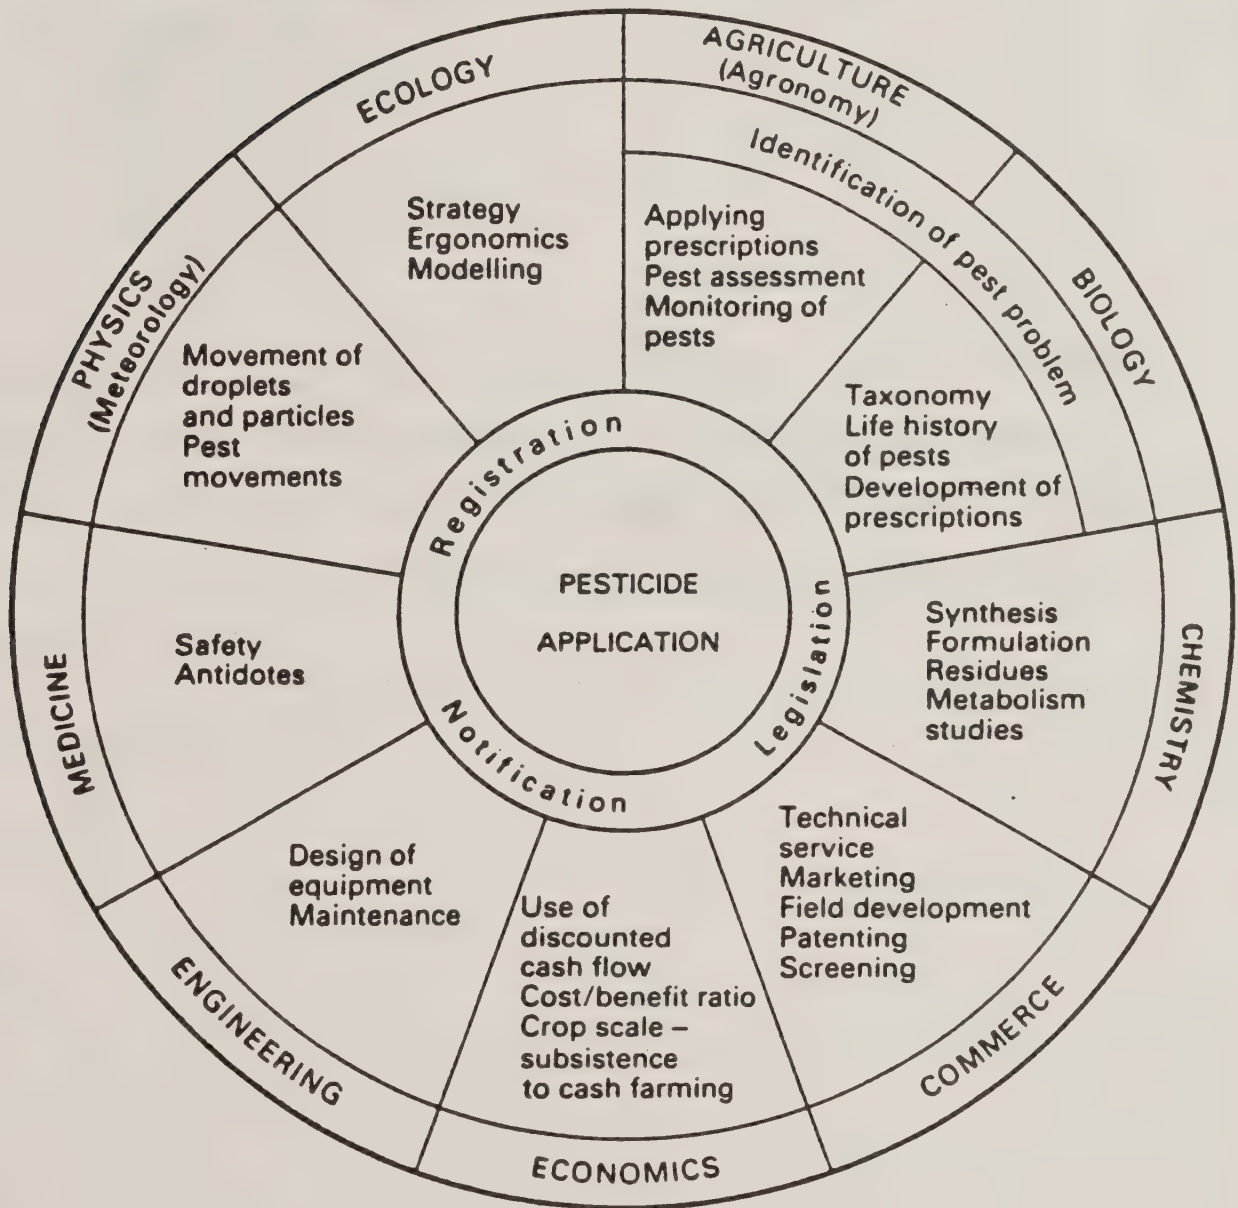 ECOLOGY
Strategy
Ergonomics
Modelling
AGRICULTURE
(Agronomy)
Identification of pest problem
Applying
prescriptions
Pest assessment
Monitoring of
pests
BIOLOGY
Taxonomy
Life history
of pests
Development of
prescriptions
CHEMISTRY
Synthesis
Formulation
Residues
Metabolism
studies
COMMERCE
Technical
service
Marketing
Field development
Patenting
Screening
ECONOMICS
Use of
discounted
cash flow
Cost/benefit ratio
Crop scale –
subsistence
to cash farming
ENGINEERING
Design of
equipment
Maintenance
MEDICINE
Safety
Antidotes
PHYSICS
(Meteorology)
Movement of
droplets
and particles
Pest
movements
Registration
Legislation
Notification
PESTICIDE
APPLICATION